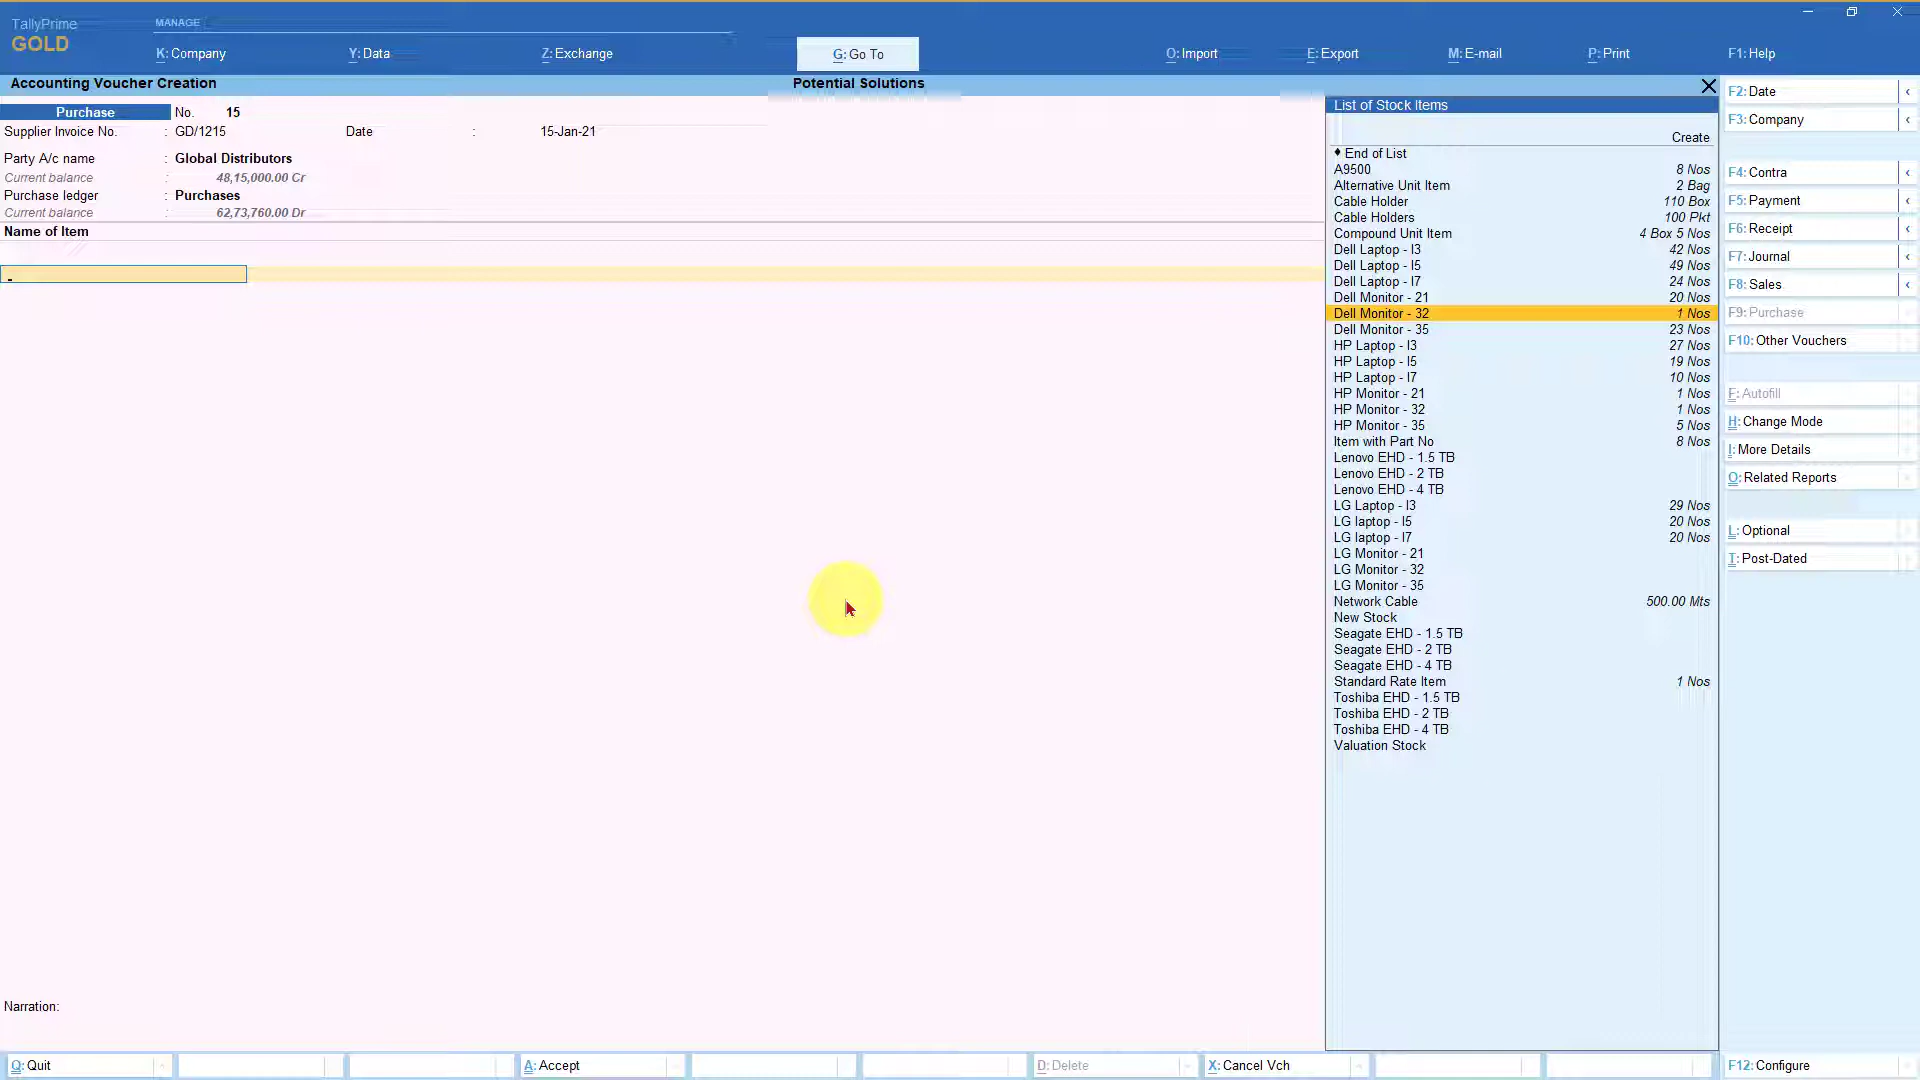 TallyPrime
GOLD
MANAGE
K: Company
Y: Data
Z: Exchange
G: Go To
O: Import
E: Export
M: E-mail
P: Print
F1: Help
Accounting Voucher Creation
Potential Solutions
Purchase No. 15
Supplier Invoice No. : GD/1215 Date : 15-Jan-21
Party A/c name : Global Distributors
Current balance : 48,15,000.00 Cr
Purchase ledger : Purchases
Current balance : 62,73,760.00 Dr
Name of Item
List of Stock Items
Create
♦ End of List
A9500 8 Nos
Alternative Unit Item 2 Bag
Cable Holder 110 Box
Cable Holders 100 Pkt
Compound Unit Item 4 Box 5 Nos
Dell Laptop - I3 42 Nos
Dell Laptop - I5 49 Nos
Dell Laptop - I7 24 Nos
Dell Monitor - 21 20 Nos
Dell Monitor - 32 1 Nos
Dell Monitor - 35 23 Nos
HP Laptop - I3 27 Nos
HP Laptop - I5 19 Nos
HP Laptop - I7 10 Nos
HP Monitor - 21 1 Nos
HP Monitor - 32 1 Nos
HP Monitor - 35 5 Nos
Item with Part No 8 Nos
Lenovo EHD - 1.5 TB
Lenovo EHD - 2 TB
Lenovo EHD - 4 TB
LG Laptop - I3 29 Nos
LG laptop - I5 20 Nos
LG laptop - I7 20 Nos
LG Monitor - 21
LG Monitor - 32
LG Monitor - 35
Network Cable 500.00 Mts
New Stock
Seagate EHD - 1.5 TB
Seagate EHD - 2 TB
Seagate EHD - 4 TB
Standard Rate Item 1 Nos
Toshiba EHD - 1.5 TB
Toshiba EHD - 2 TB
Toshiba EHD - 4 TB
Valuation Stock
F2: Date
F3: Company
F4: Contra
F5: Payment
F6: Receipt
F7: Journal
F8: Sales
F9: Purchase
F10: Other Vouchers
F: Autofill
H: Change Mode
I: More Details
O: Related Reports
L: Optional
T: Post-Dated
Narration:
Q: Quit
A: Accept
D: Delete
X: Cancel Vch
F12: Configure